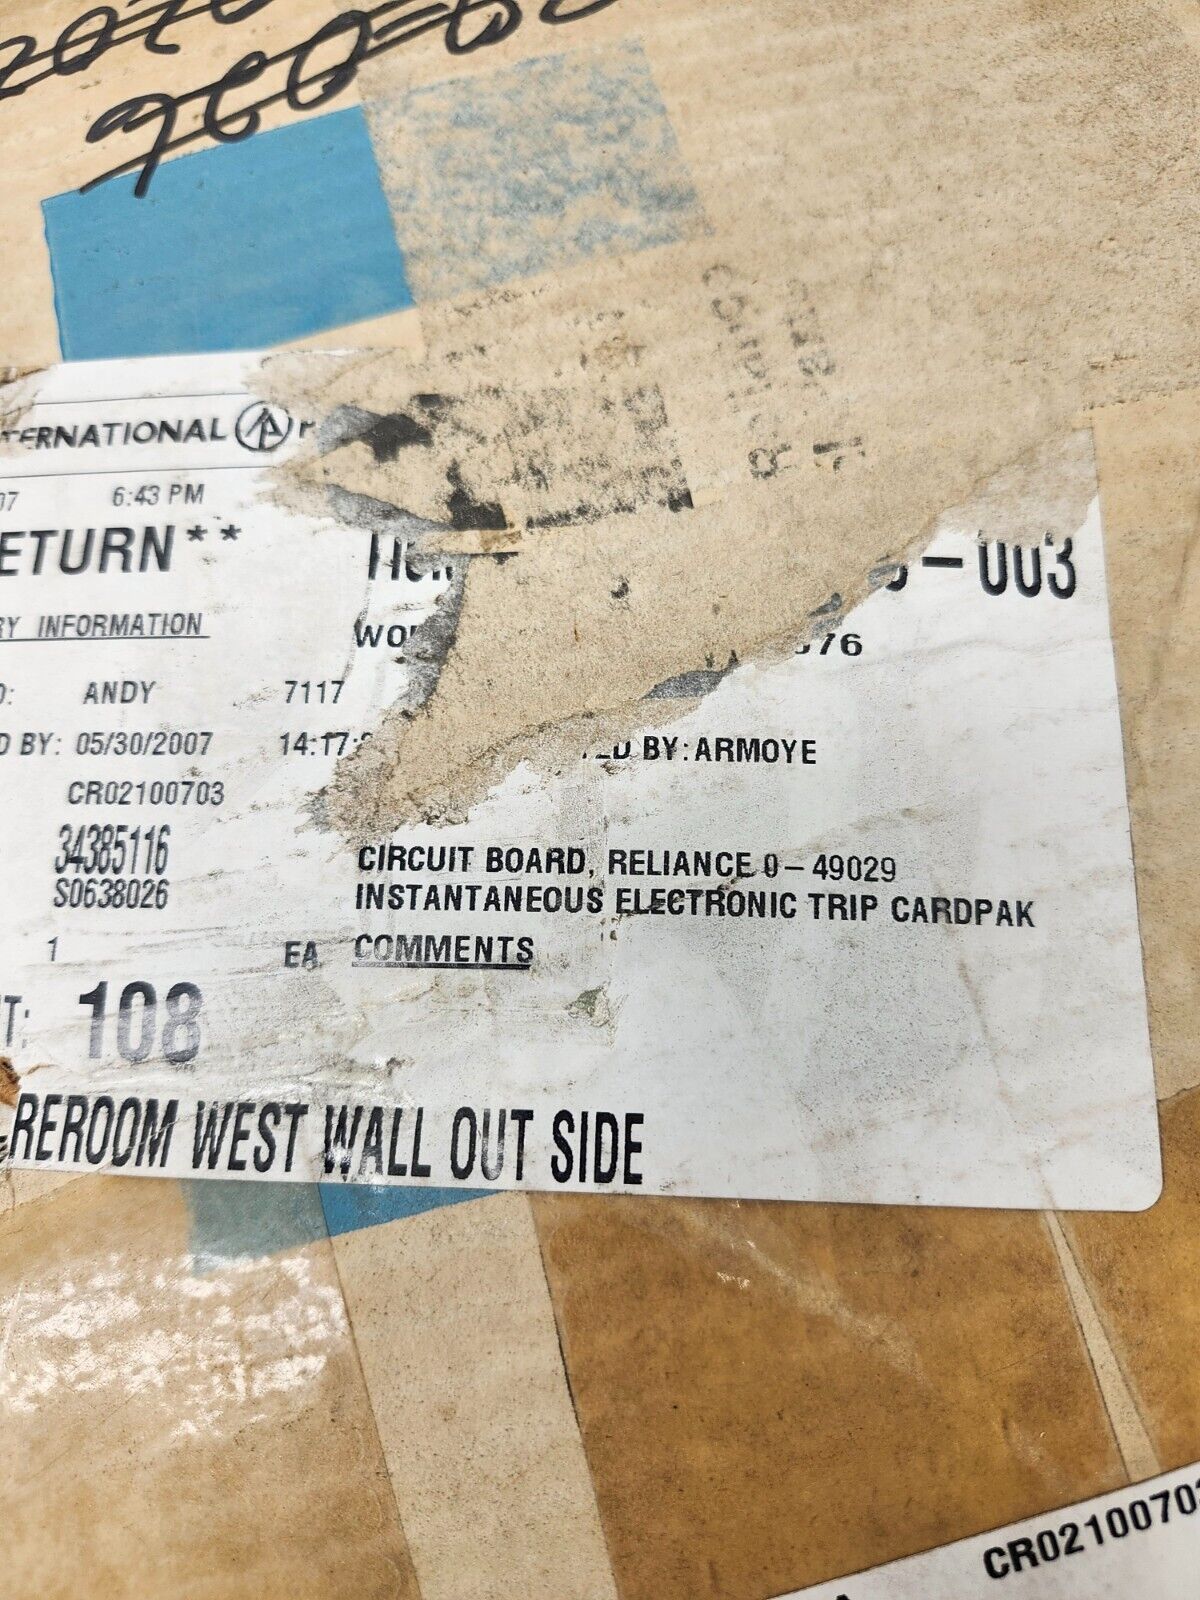 TERNATIONAL
07 6:43 PM
ETURN** -003
RY INFORMATION
WO 76
D: ANDY 7117
D BY: 05/30/2007 14:17: ED BY:ARMOYE
CR02100703
34385116 CIRCUIT BOARD, RELIANCE 0-49029
S0638026 INSTANTANEOUS ELECTRONIC TRIP CARDPAK
1 EA COMMENTS
T: 108
REROOM WEST WALL OUT SIDE
CR0210070